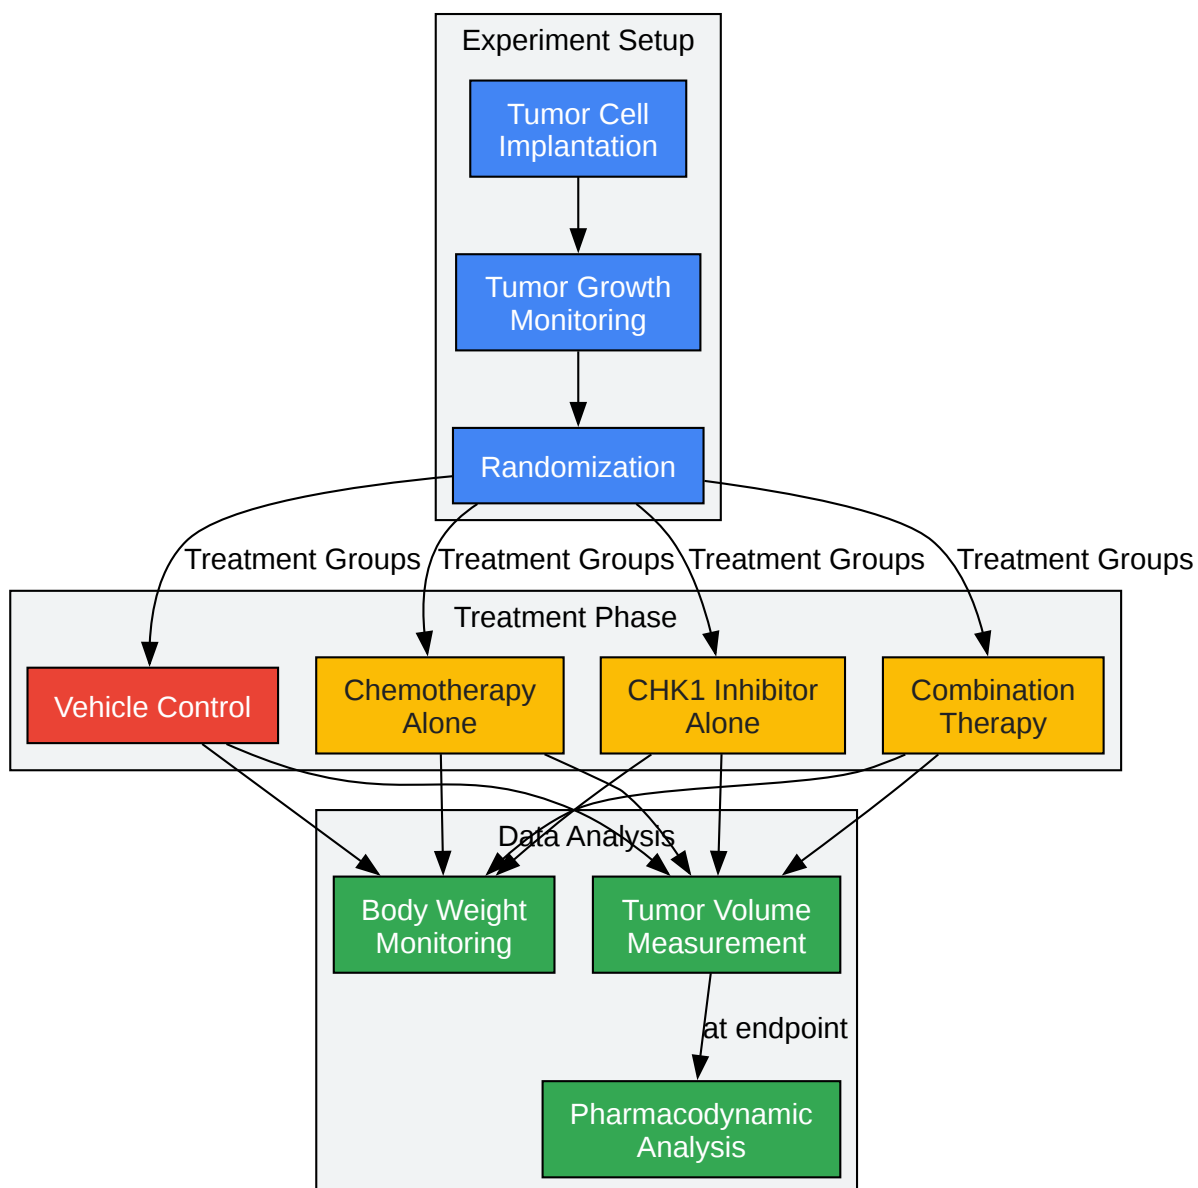 Experiment Setup
Tumor Cell
Implantation
Tumor Growth
Monitoring
Randomization
Treatment Groups
Treatment Groups
Treatment Groups
Treatment Groups
Treatment Phase
Vehicle Control
Chemotherapy
Alone
CHK1 Inhibitor
Alone
Combination
Therapy
Data Analysis
Body Weight
Monitoring
Tumor Volume
Measurement
at endpoint
Pharmacodynamic
Analysis